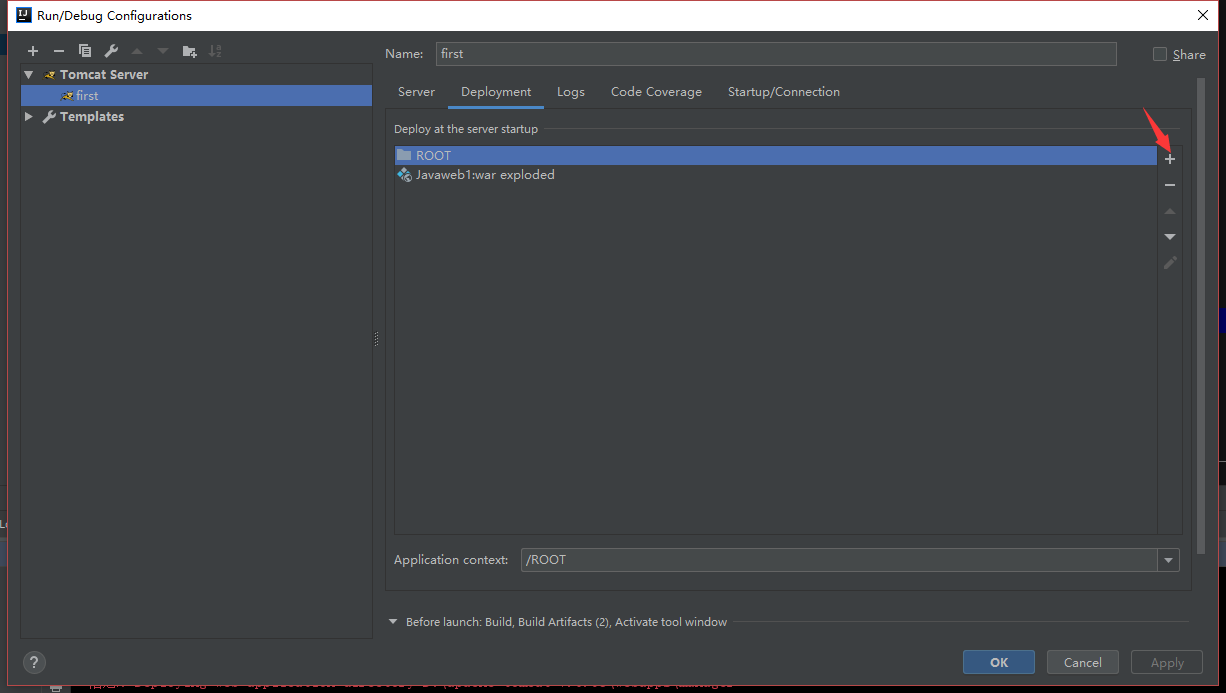 Run/Debug Configurations
Name: first
Share
Tomcat Server
first
Templates
Server Deployment Logs Code Coverage Startup/Connection
Deploy at the server startup
ROOT
Javaweb1:war exploded
Application context: /ROOT
Before launch: Build, Build Artifacts (2), Activate tool window
?
OK Cancel Apply